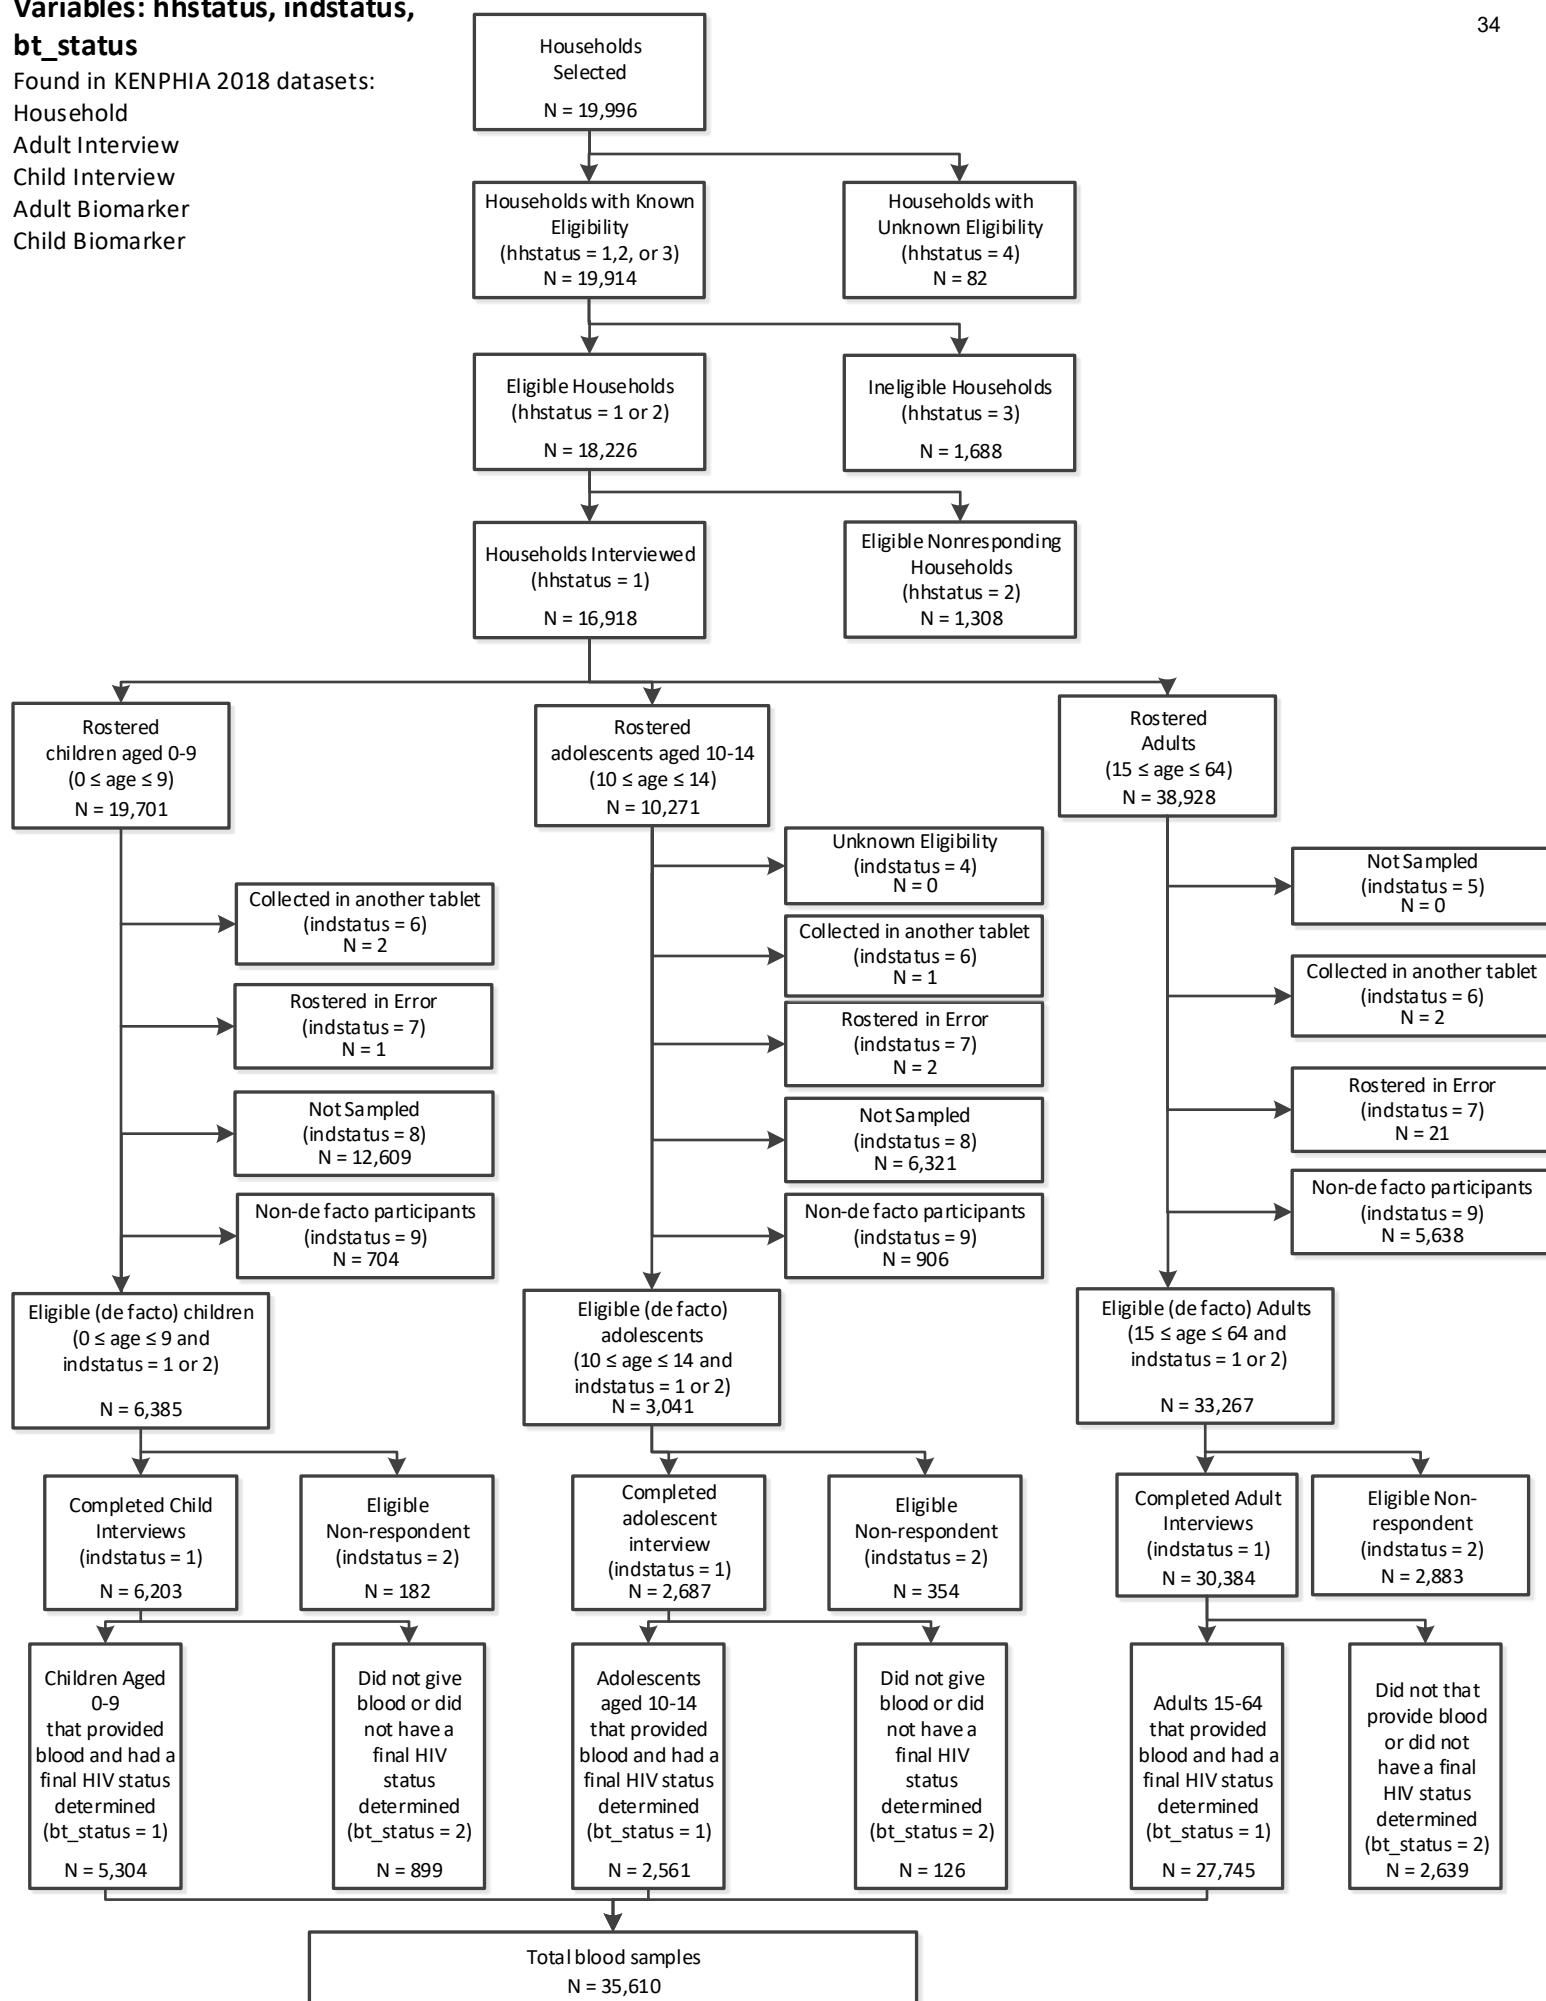 Variables: hhstatus, indstatus,
bt_status
Found in KENPHIA 2018 datasets:
Household
Adult Interview
Child Interview
Adult Biomarker
Child Biomarker
34
Households
Selected
N = 19,996
Households with Known
Eligibility
(hhstatus = 1,2, or 3)
N = 19,914
Households with
Unknown Eligibility
(hhstatus = 4)
N = 82
Eligible Households
(hhstatus = 1 or 2)
N = 18,226
Ineligible Households
(hhstatus = 3)
N = 1,688
Households Interviewed
(hhstatus = 1)
N = 16,918
Eligible Nonresponding
Households
(hhstatus = 2)
N = 1,308
Rostered
children aged 0-9
(0 ≤ age ≤ 9)
N = 19,701
Rostered
adolescents aged 10-14
(10 ≤ age ≤ 14)
N = 10,271
Rostered
Adults
(15 ≤ age ≤ 64)
N = 38,928
Collected in another tablet
(indstatus = 6)
N = 2
Rostered in Error
(indstatus = 7)
N = 1
Not Sampled
(indstatus = 8)
N = 12,609
Non-de facto participants
(indstatus = 9)
N = 704
Unknown Eligibility
(indstatus = 4)
N = 0
Collected in another tablet
(indstatus = 6)
N = 1
Rostered in Error
(indstatus = 7)
N = 2
Not Sampled
(indstatus = 8)
N = 6,321
Non-de facto participants
(indstatus = 9)
N = 906
Not Sampled
(indstatus = 5)
N = 0
Collected in another tablet
(indstatus = 6)
N = 2
Rostered in Error
(indstatus = 7)
N = 21
Non-de facto participants
(indstatus = 9)
N = 5,638
Eligible (de facto) children
(0 ≤ age ≤ 9 and
indstatus = 1 or 2)
N = 6,385
Eligible (de facto)
adolescents
(10 ≤ age ≤ 14 and
indstatus = 1 or 2)
N = 3,041
Eligible (de facto) Adults
(15 ≤ age ≤ 64 and
indstatus = 1 or 2)
N = 33,267
Completed Child
Interviews
(indstatus = 1)
N = 6,203
Eligible
Non-respondent
(indstatus = 2)
N = 182
Completed
adolescent
interview
(indstatus = 1)
N = 2,687
Eligible
Non-respondent
(indstatus = 2)
N = 354
Completed Adult
Interviews
(indstatus = 1)
N = 30,384
Eligible Non-
respondent
(indstatus = 2)
N = 2,883
Children Aged
0-9
that provided
blood and had a
final HIV status
determined
(bt_status = 1)
N = 5,304
Did not give
blood or did
not have a
final HIV
status
determined
(bt_status = 2)
N = 899
Adolescents
aged 10-14
that provided
blood and had a
final HIV status
determined
(bt_status = 1)
N = 2,561
Did not give
blood or did
not have a
final HIV
status
determined
(bt_status = 2)
N = 126
Adults 15-64
that provided
blood and had a
final HIV status
determined
(bt_status = 1)
N = 27,745
Did not that
provide blood
or did not
have a final
HIV status
determined
(bt_status = 2)
N = 2,639
Total blood samples
N = 35,610